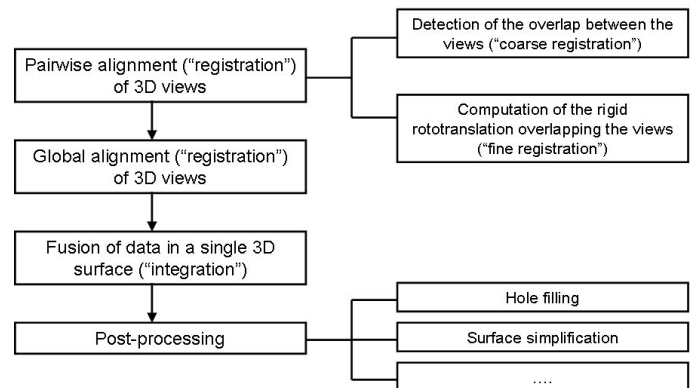 Pairwise alignment (“registration”)
of 3D views
Detection of the overlap between the
views (“coarse registration”)
Computation of the rigid
rototranslation overlapping the views
(“fine registration”)
Global alignment (“registration”)
of 3D views
Fusion of data in a single 3D
surface (“integration”)
Post-processing
Hole filling
Surface simplification
....